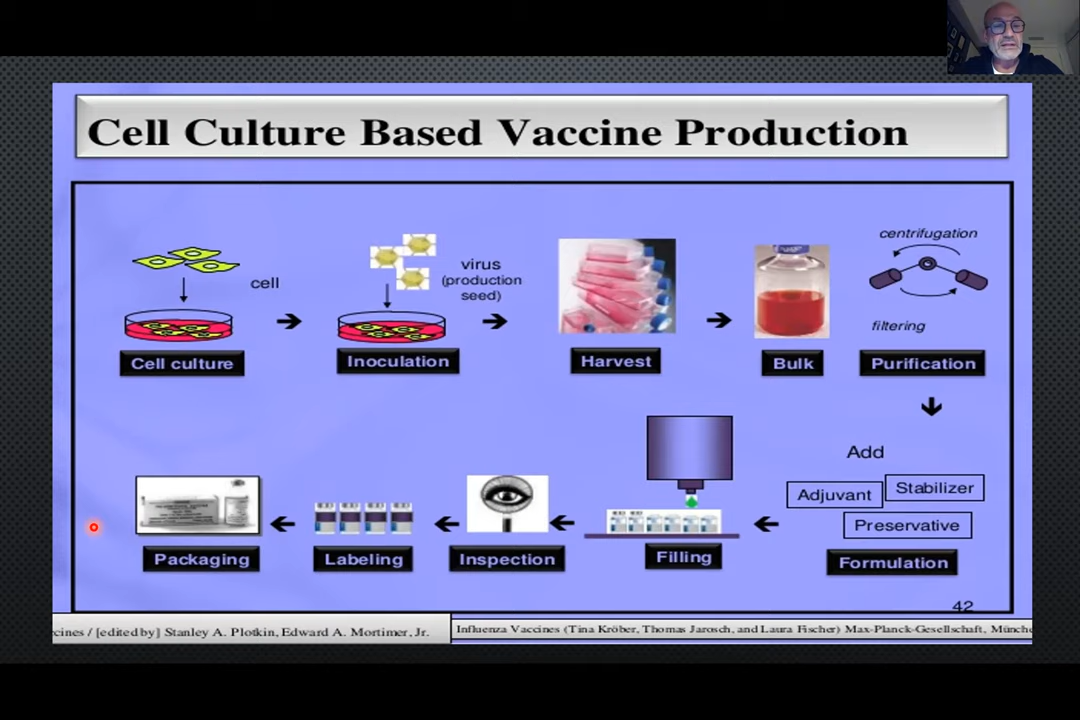 Cell Culture Based Vaccine Production
cell
virus
(production
seed)
centrifugation
filtering
Cell culture
Inoculation
Harvest
Bulk
Purification
Add
Adjuvant
Stabilizer
Preservative
Packaging
Labeling
Inspection
Filling
Formulation
42
cines / [edited by] Stanley A. Plotkin, Edward A. Mortimer, Jr.
Influenza Vaccines (Tina Kröber, Thomas Jarosch, and Laura Fischer) Max-Planck-Gesellschaft, Münche